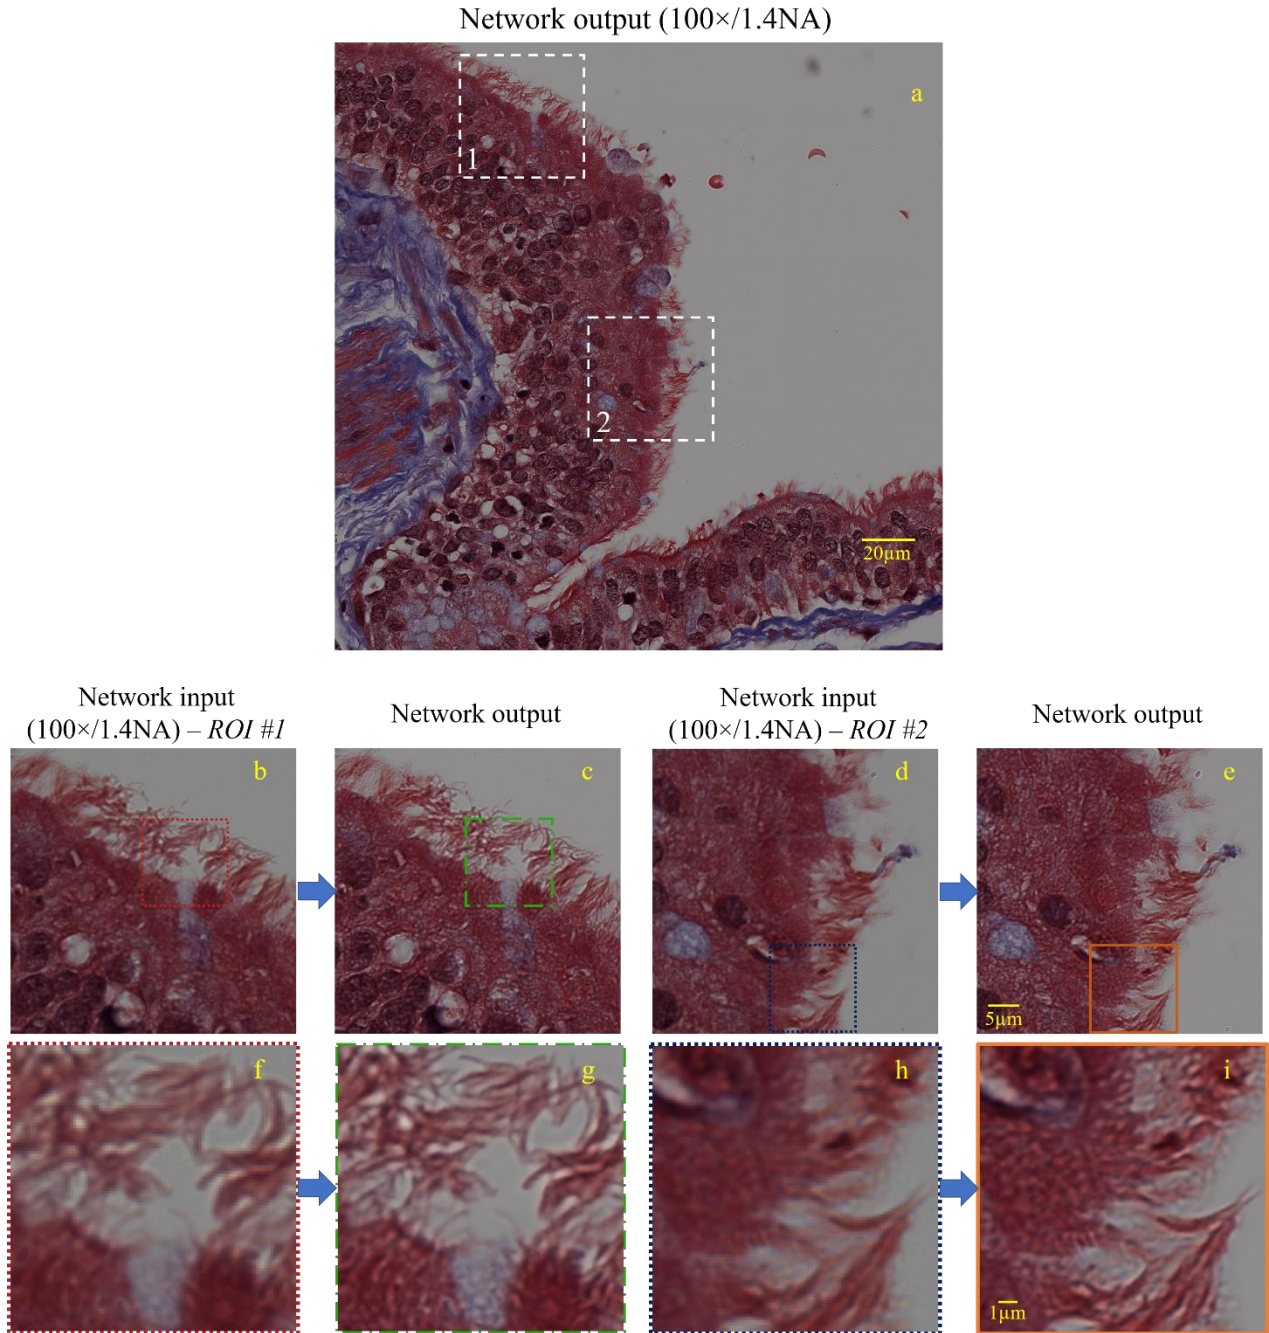 Network output (100×/1.4NA)
a
1
2
20μm
Network input
(100×/1.4NA) – ROI #1
Network output
Network input
(100×/1.4NA) – ROI #2
Network output
b
c
d
e
5μm
f
g
h
i
1μm